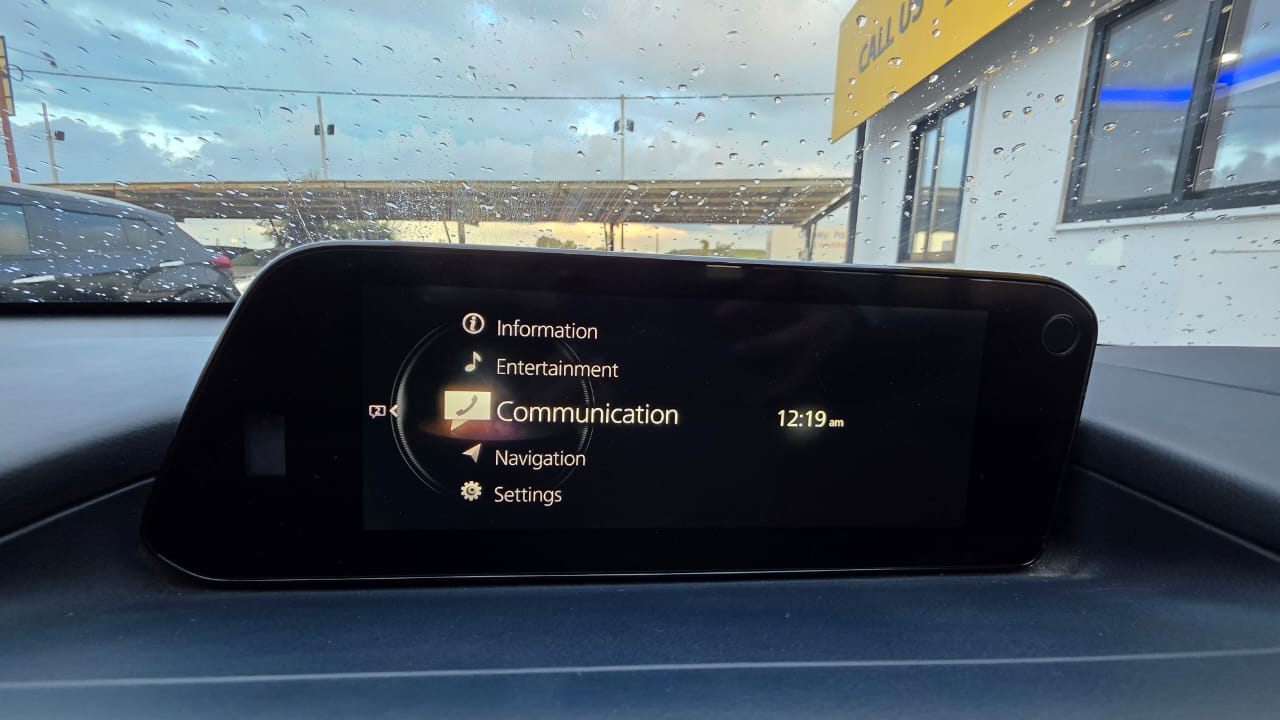 CALL US
Information
Entertainment
Communication
12:19 am
Navigation
Settings